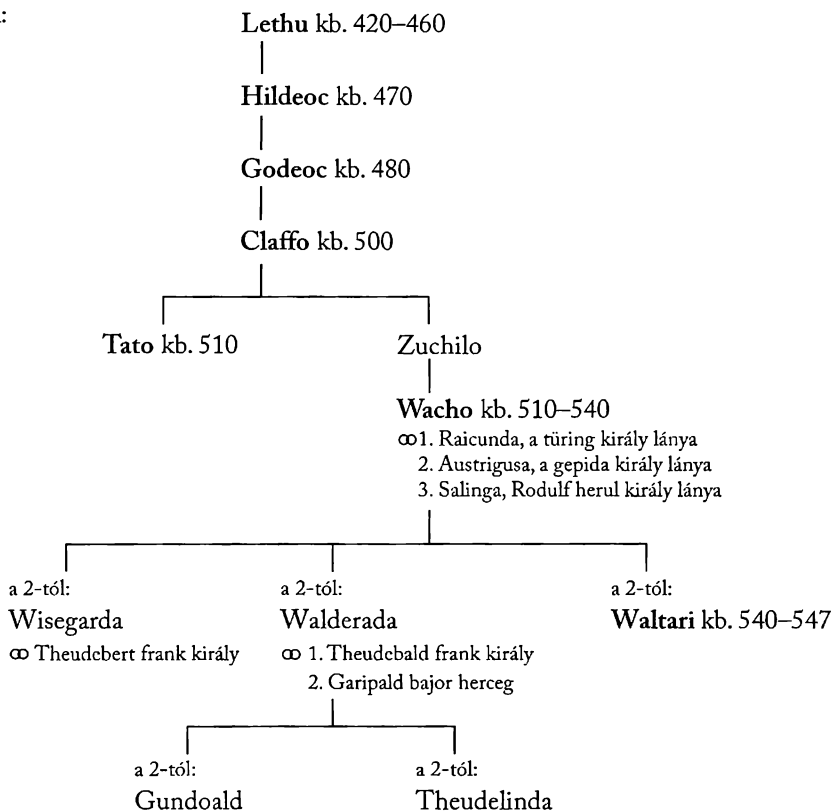 :
Lethu kb. 420–460
Hildeoc kb. 470
Godeoc kb. 480
Claffo kb. 500
Tato kb. 510
Zuchilo
Wacho kb. 510–540
⚭1. Raicunda, a türing király lánya
2. Austrigusa, a gepida király lánya
3. Salinga, Rodulf herul király lánya
a 2-tól:
Wisegarda
⚭ Theudebert frank király
a 2-tól:
Walderada
⚭ 1. Theudebald frank király
2. Garipald bajor herceg
a 2-tól:
Waltari kb. 540–547
a 2-tól:
Gundoald
a 2-tól:
Theudelinda